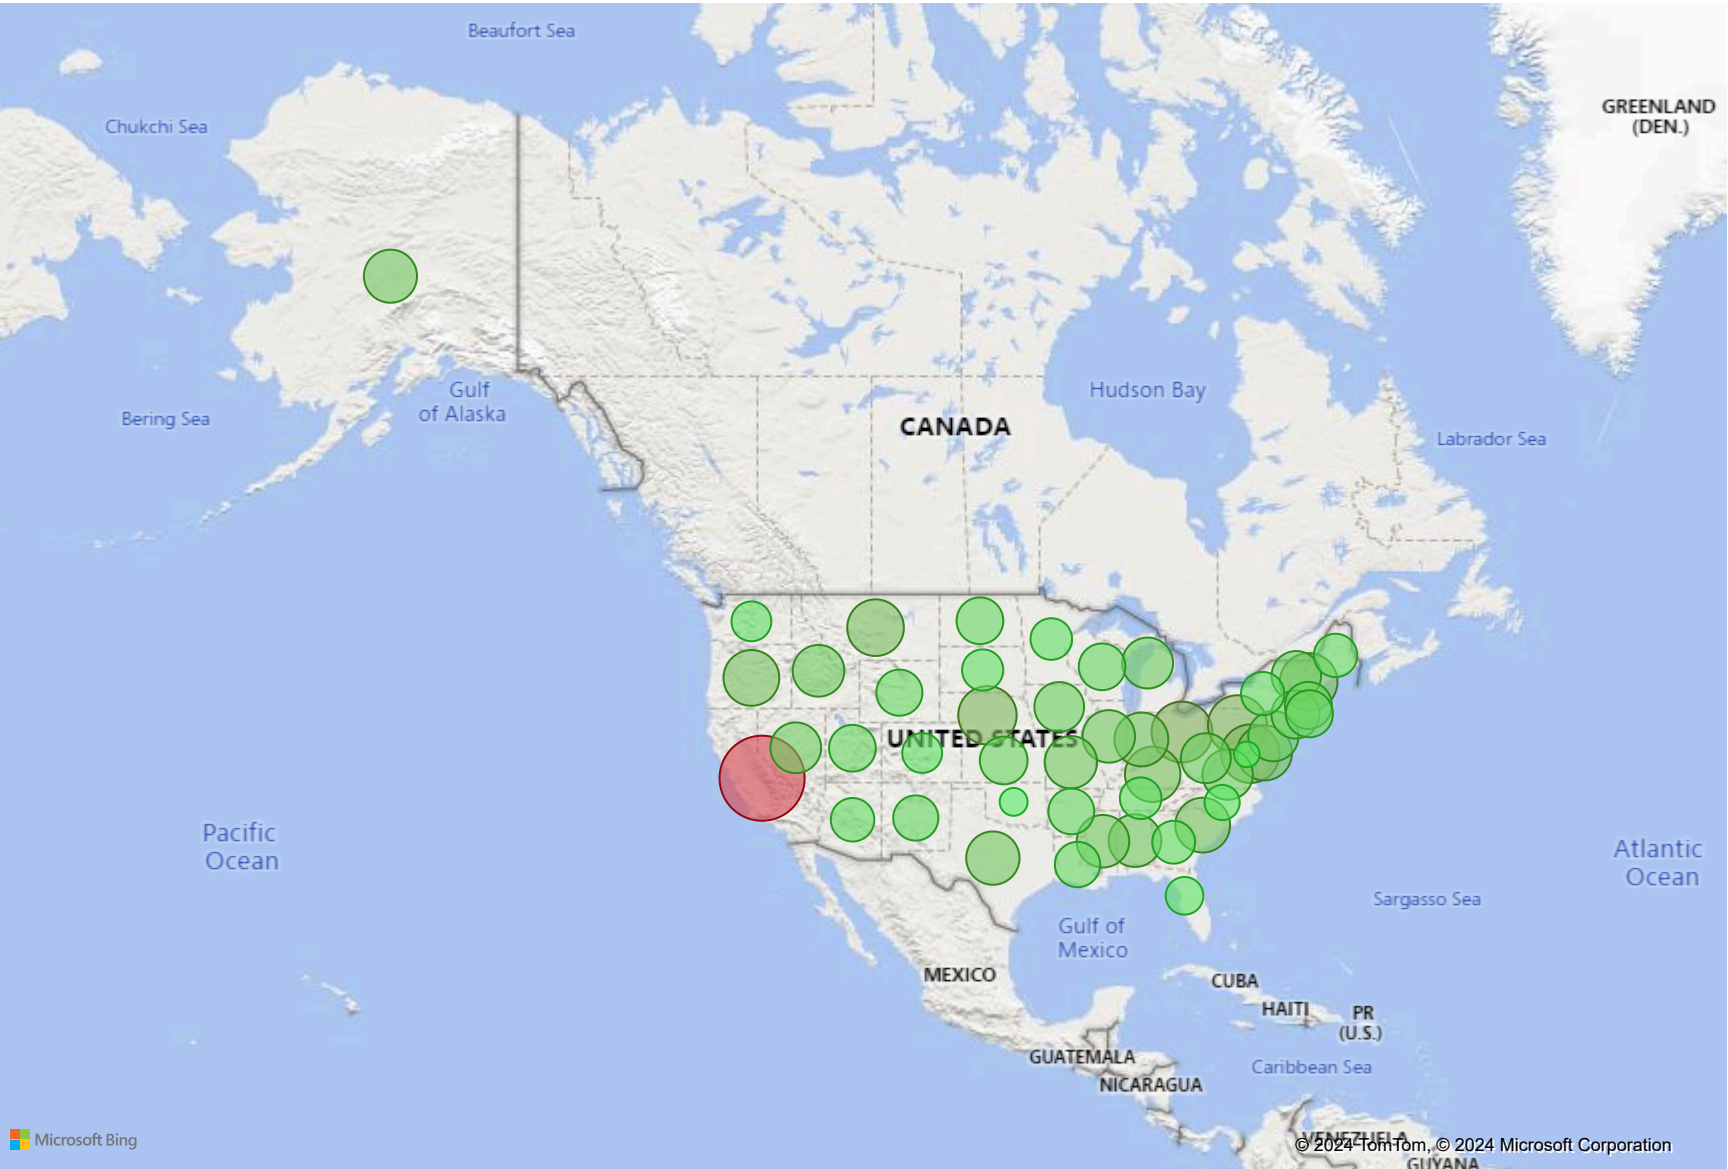 Beaufort Sea
GREENLAND
(DEN.)
Chukchi Sea
Gulf
of Alaska
Hudson Bay
Bering Sea
CANADA
Labrador Sea
UNITED STATES
Pacific
Ocean
Atlantic
Ocean
Sargasso Sea
Gulf of
Mexico
MEXICO
CUBA
HAITI
PR
(U.S.)
GUATEMALA
Caribbean Sea
NICARAGUA
Microsoft Bing
VENEZUELA
© 2024 TomTom, © 2024 Microsoft Corporation
GUYANA